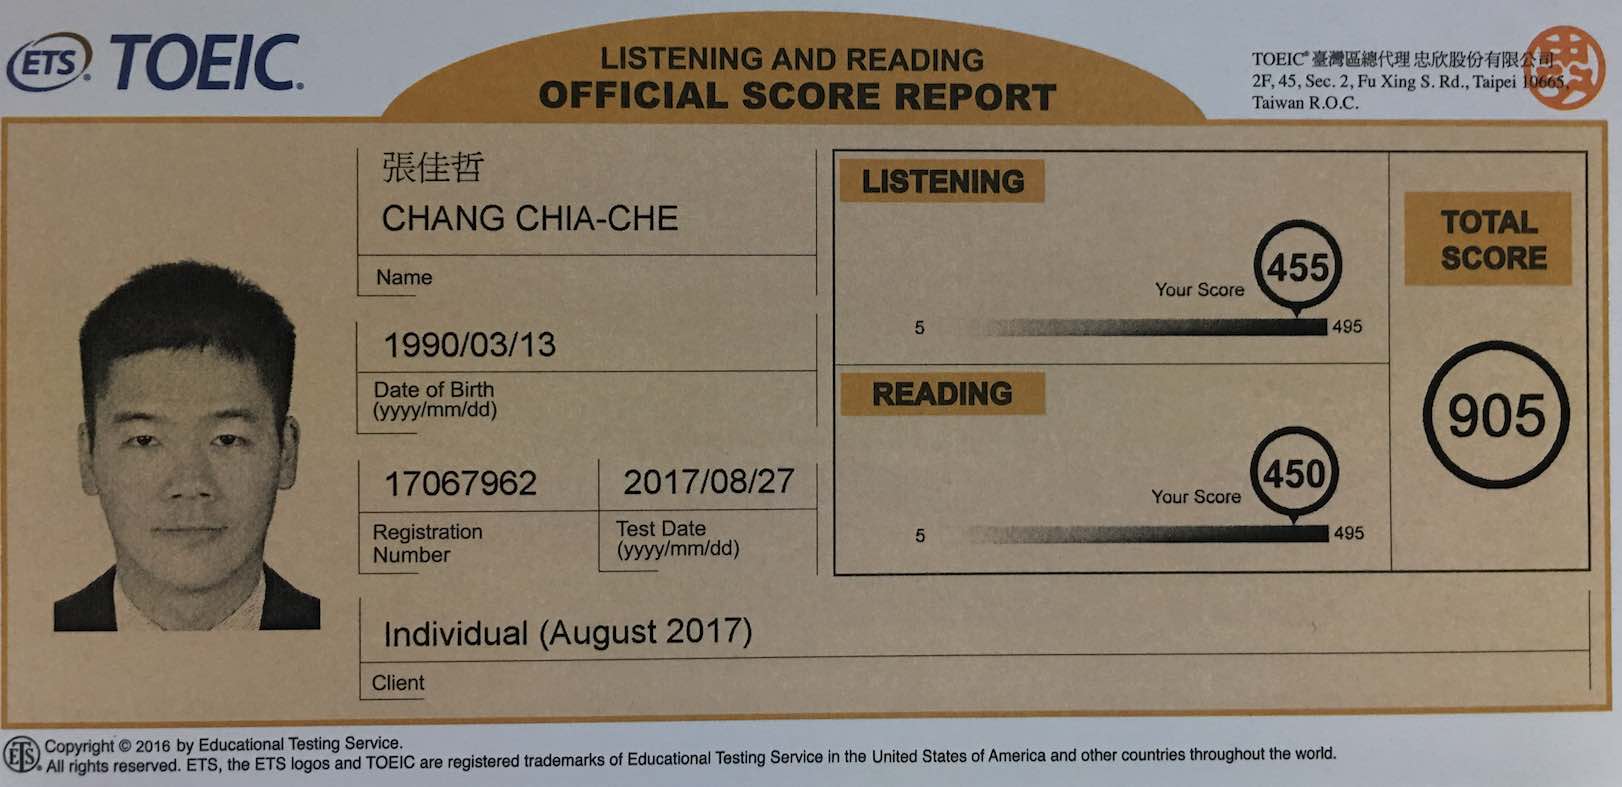 ETS TOEIC
LISTENING AND READING
OFFICIAL SCORE REPORT
TOEIC® 臺灣區總代理 忠欣股份有限公司
2F, 45, Sec. 2, Fu Xing S. Rd., Taipei 10665,
Taiwan R.O.C.
張佳哲
CHANG CHIA-CHE
Name
1990/03/13
Date of Birth
(yyyy/mm/dd)
17067962
Registration
Number
2017/08/27
Test Date
(yyyy/mm/dd)
Individual (August 2017)
Client
LISTENING
Your Score 455
5 495
READING
Your Score 450
5 495
TOTAL
SCORE
905
ETS Copyright © 2016 by Educational Testing Service.
All rights reserved. ETS, the ETS logos and TOEIC are registered trademarks of Educational Testing Service in the United States of America and other countries throughout the world.